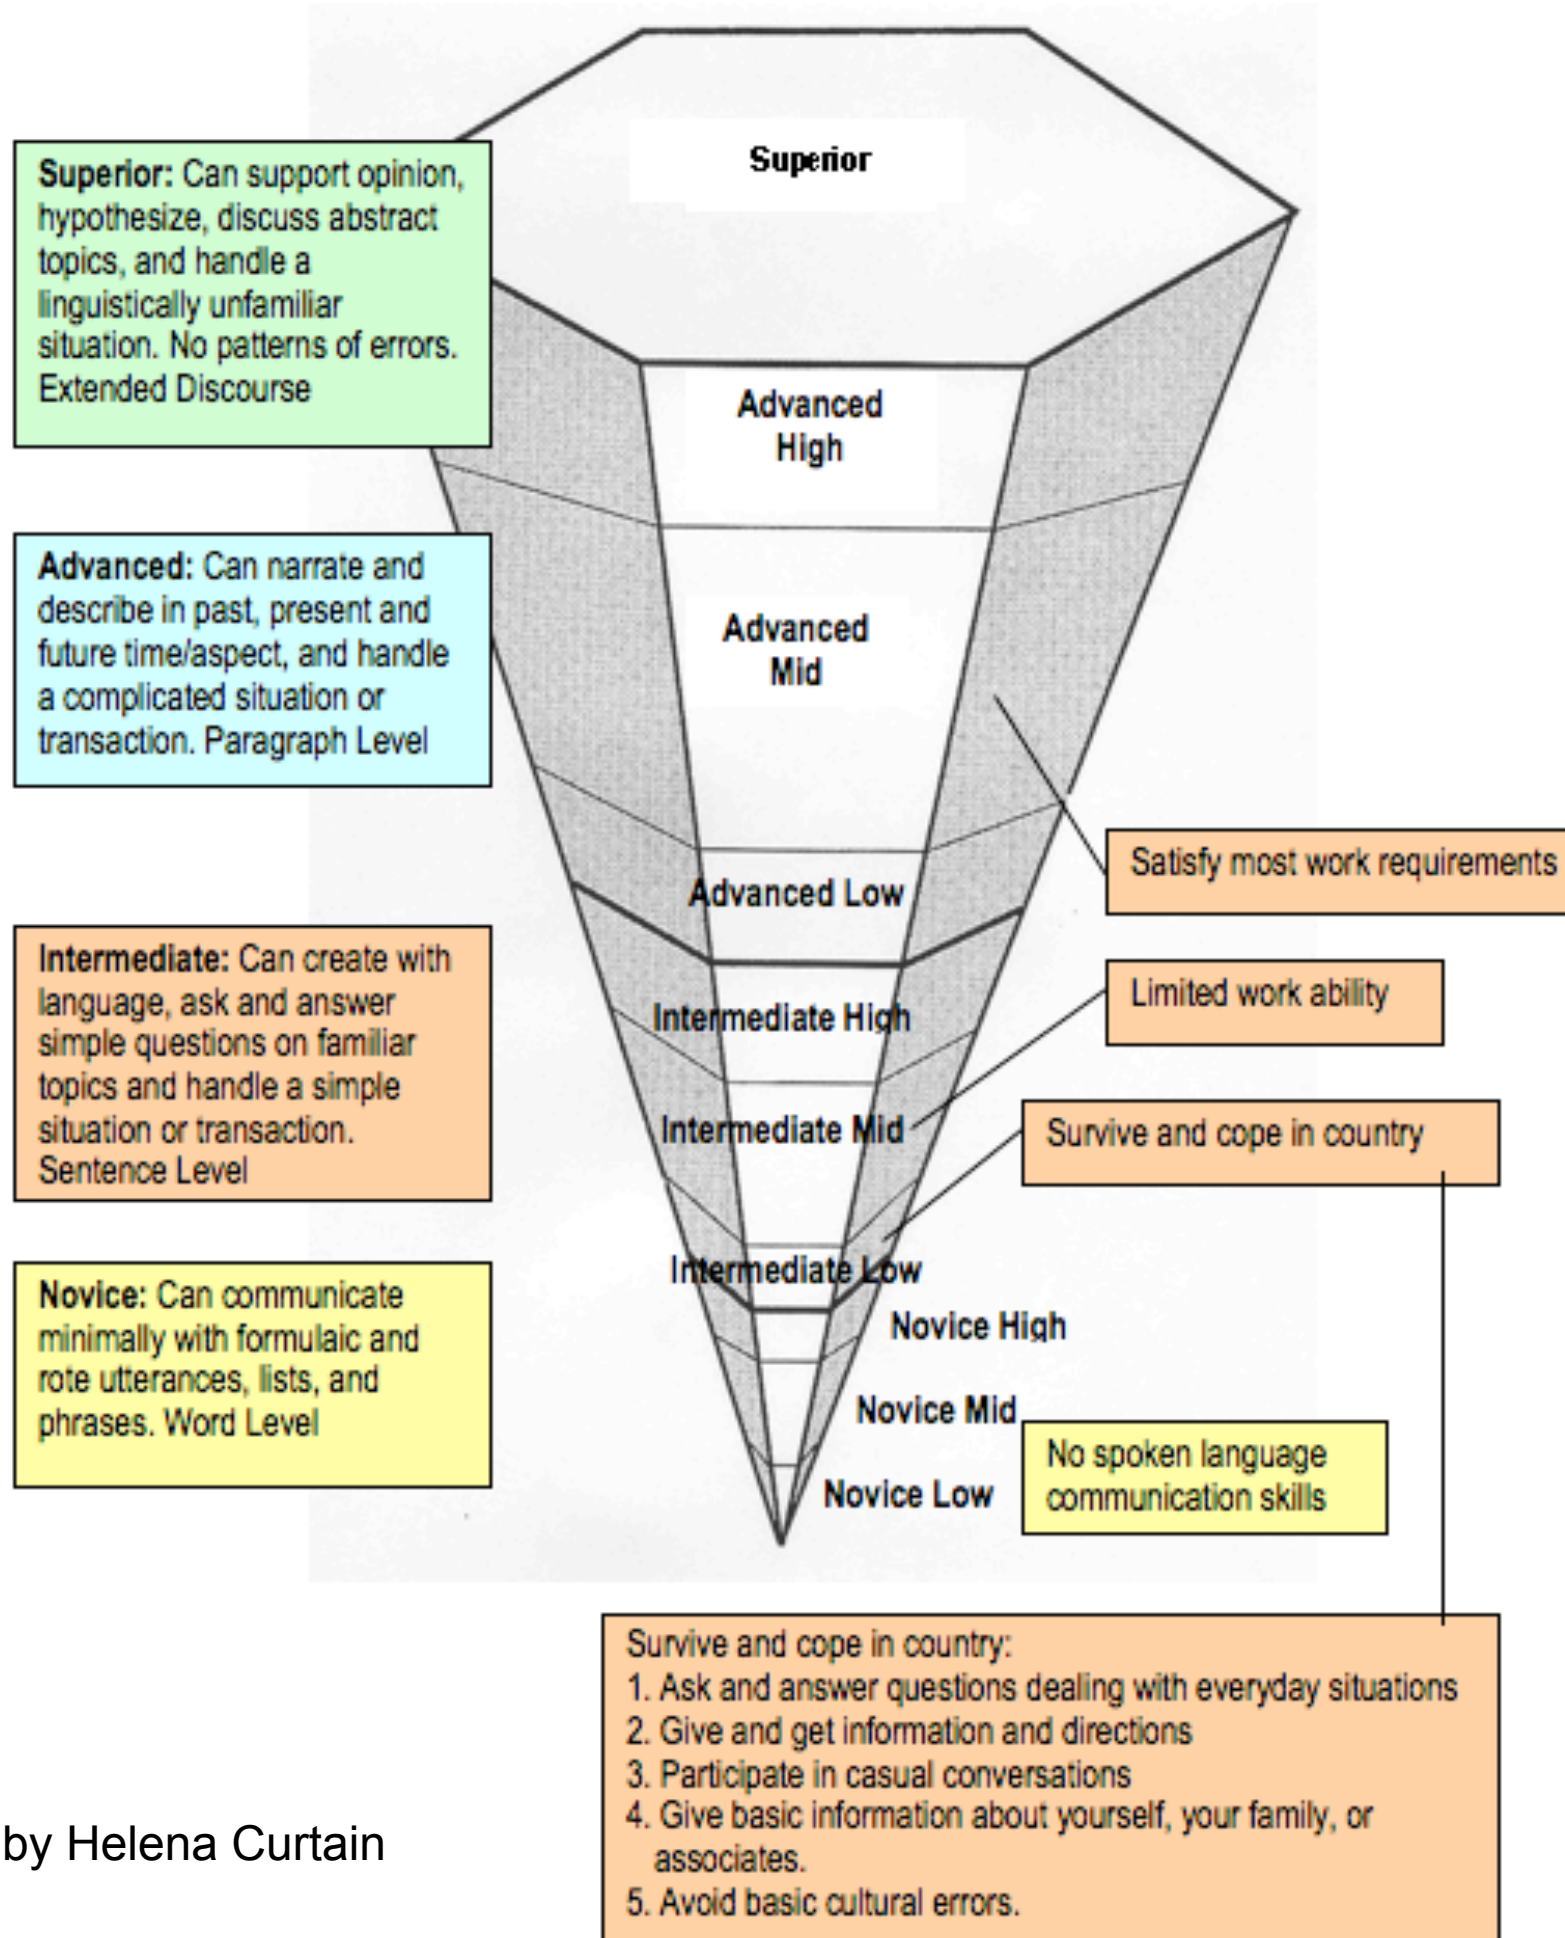 Superior
Superior: Can support opinion,
hypothesize, discuss abstract
topics, and handle a
linguistically unfamiliar
situation. No patterns of errors.
Extended Discourse
Advanced
High
Advanced: Can narrate and
describe in past, present and
future time/aspect, and handle
a complicated situation or
transaction. Paragraph Level
Advanced
Mid
Satisfy most work requirements
Advanced Low
Intermediate: Can create with
language, ask and answer
simple questions on familiar
topics and handle a simple
situation or transaction.
Sentence Level
Intermediate High
Limited work ability
Intermediate Mid
Survive and cope in country
Intermediate Low
Novice: Can communicate
minimally with formulaic and
rote utterances, lists, and
phrases. Word Level
Novice High
Novice Mid
Novice Low
No spoken language
communication skills
Survive and cope in country:
1. Ask and answer questions dealing with everyday situations
2. Give and get information and directions
3. Participate in casual conversations
4. Give basic information about yourself, your family, or
associates.
5. Avoid basic cultural errors.
by Helena Curtain